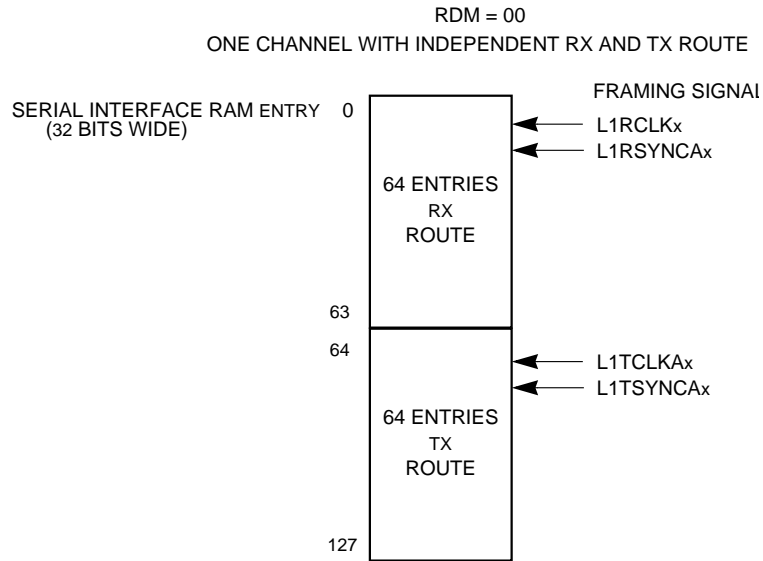 RDM = 00
ONE CHANNEL WITH INDEPENDENT RX AND TX ROUTE
FRAMING SIGNAL
SERIAL INTERFACE RAM ENTRY 0
(32 BITS WIDE)
L1RCLKx
L1RSYNCAx
64 ENTRIES
RX
ROUTE
63
64
L1TCLKAx
L1TSYNCAx
64 ENTRIES
TX
ROUTE
127